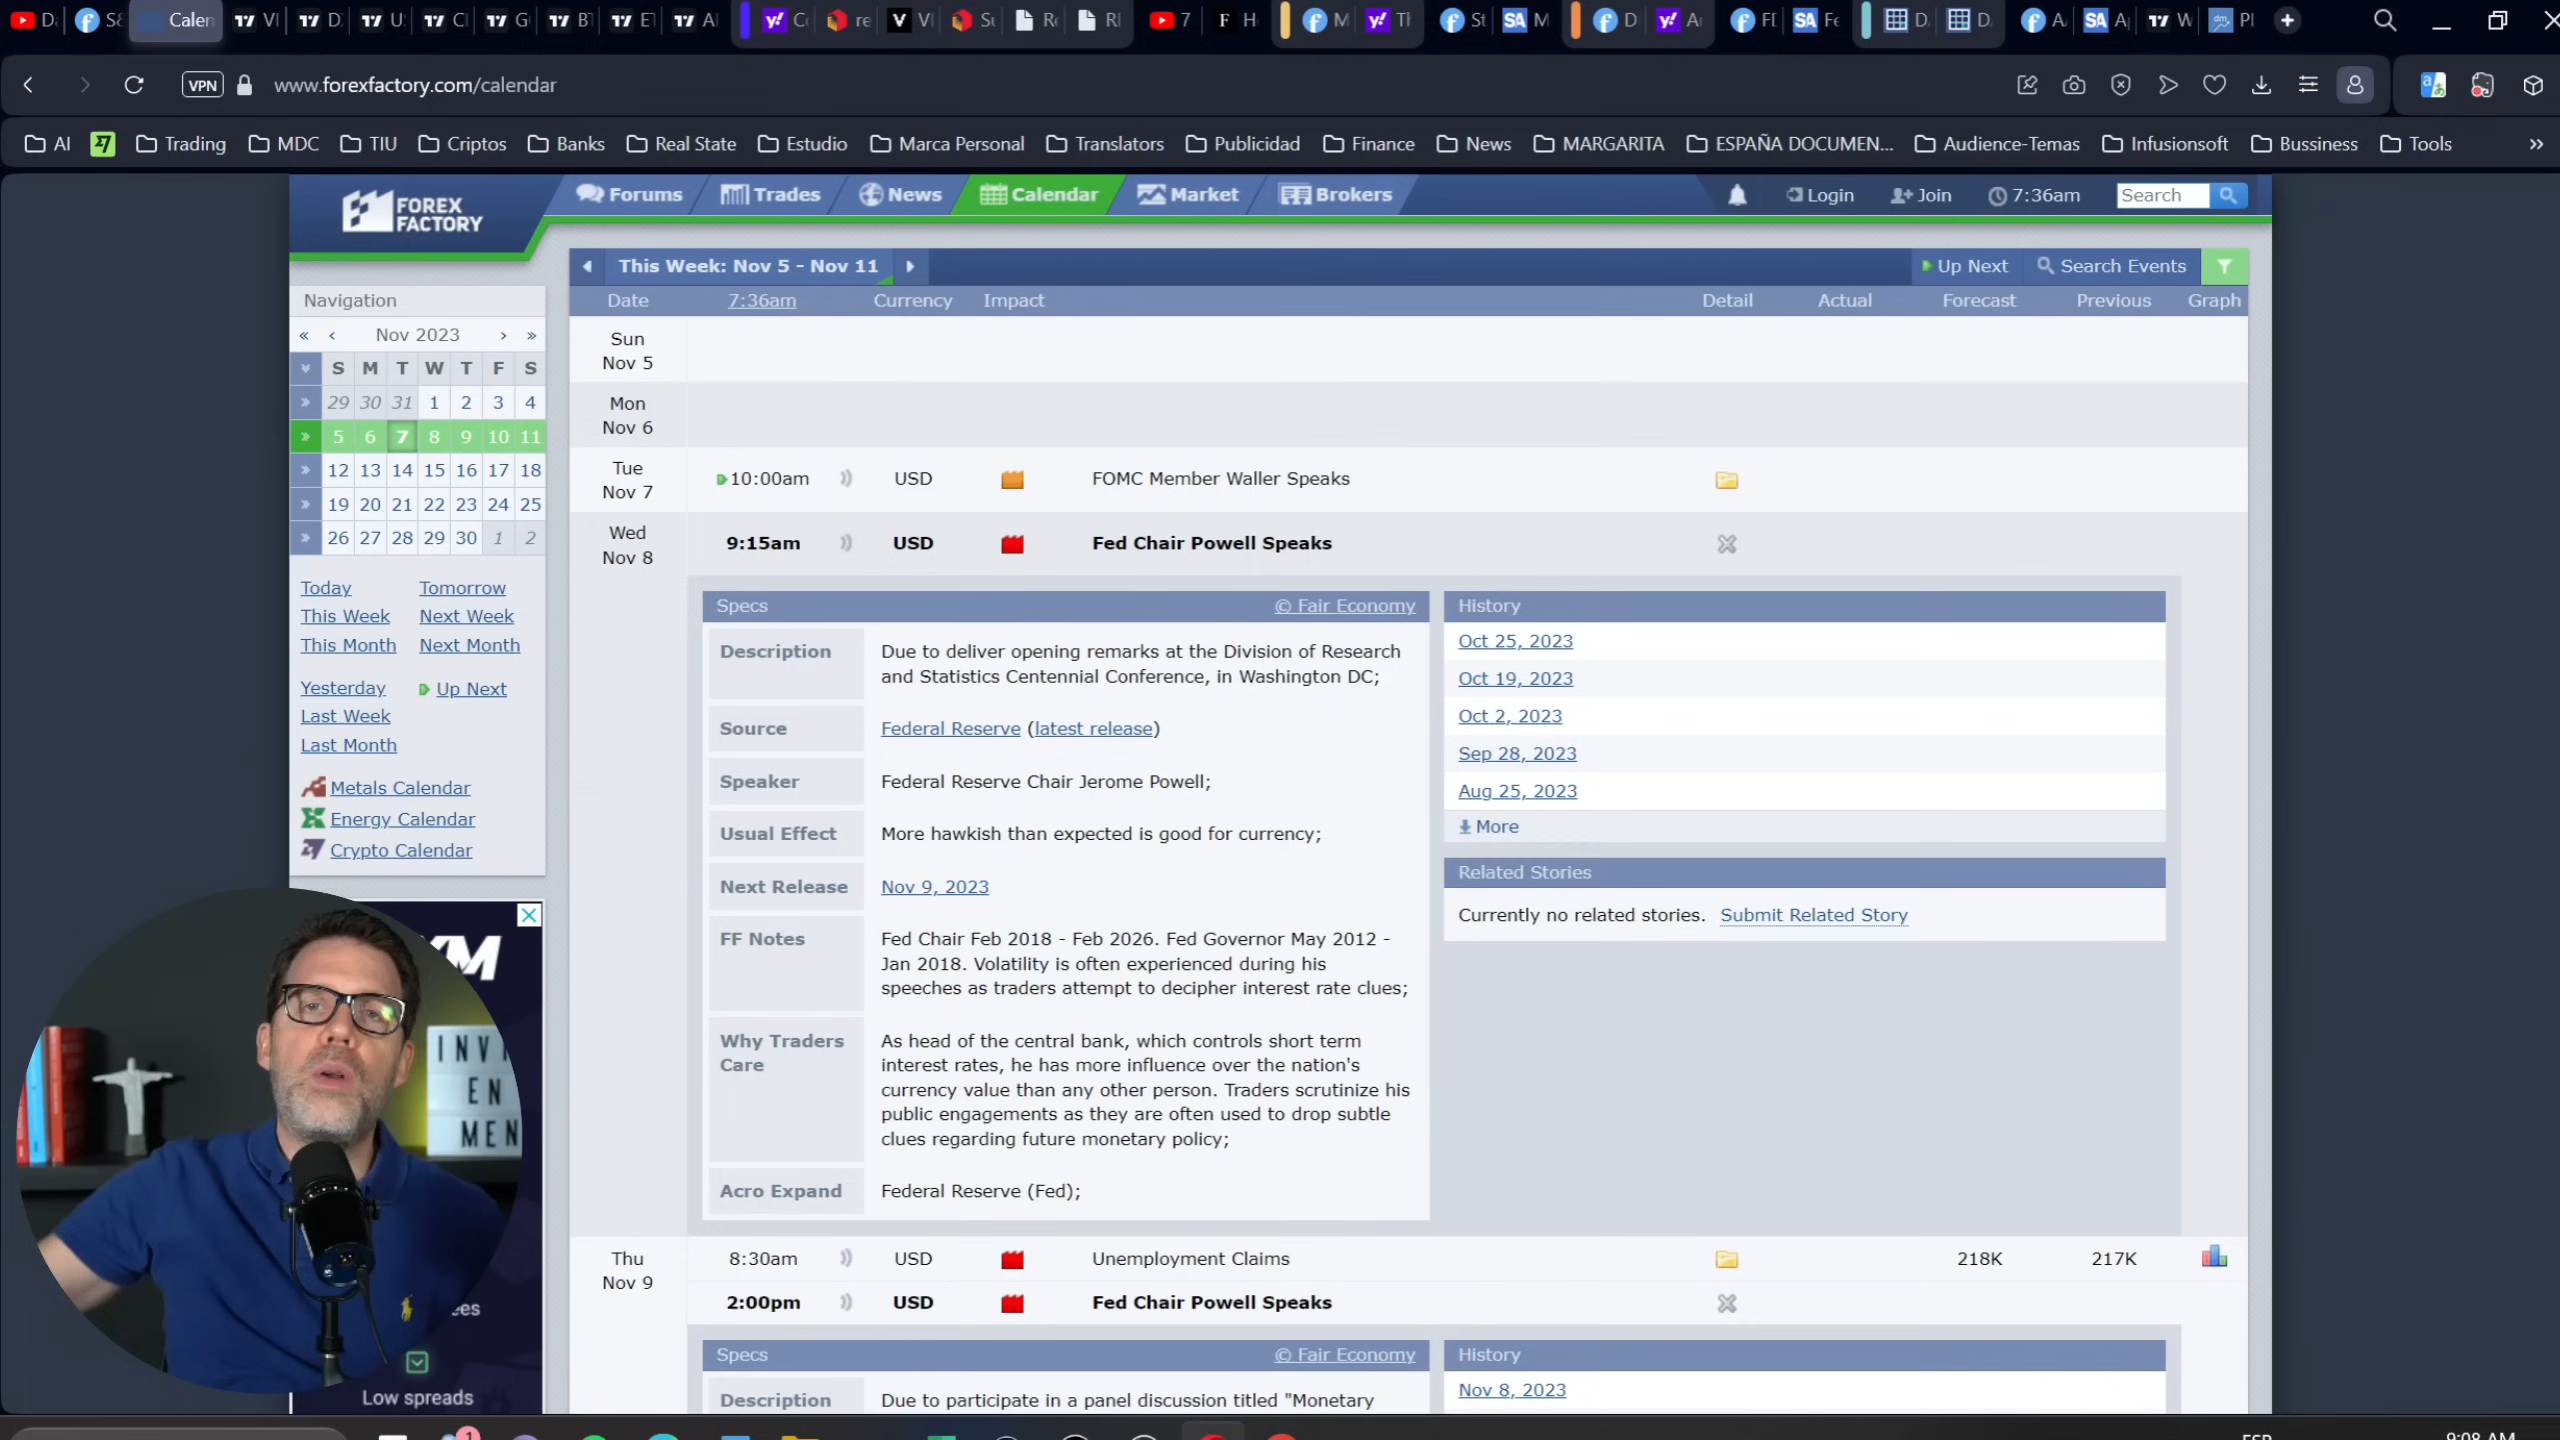 Calen
VPN
www.forexfactory.com/calendar
AI
Trading
MDC
TIU
Criptos
Banks
Real State
Estudio
Marca Personal
Translators
Publicidad
Finance
News
MARGARITA
ESPAÑA DOCUMEN...
Audience-Temas
Infusionsoft
Bussiness
Tools
FOREX
FACTORY
Forums
Trades
News
Calendar
Market
Brokers
Login
Join
7:36am
Search
Navigation
« ‹ Nov 2023 › »
S M T W T F S
29 30 31 1 2 3 4
5 6 7 8 9 10 11
12 13 14 15 16 17 18
19 20 21 22 23 24 25
26 27 28 29 30 1 2
Today Tomorrow
This Week Next Week
This Month Next Month
Yesterday Up Next
Last Week
Last Month
Metals Calendar
Energy Calendar
Crypto Calendar
This Week: Nov 5 - Nov 11
Up Next
Search Events
Date 7:36am Currency Impact Detail Actual Forecast Previous Graph
Sun
Nov 5
Mon
Nov 6
Tue
Nov 7
10:00am USD FOMC Member Waller Speaks
Wed
Nov 8
9:15am USD Fed Chair Powell Speaks
Specs © Fair Economy
Description Due to deliver opening remarks at the Division of Research
and Statistics Centennial Conference, in Washington DC;
Source Federal Reserve (latest release)
Speaker Federal Reserve Chair Jerome Powell;
Usual Effect More hawkish than expected is good for currency;
Next Release Nov 9, 2023
FF Notes Fed Chair Feb 2018 - Feb 2026. Fed Governor May 2012 -
Jan 2018. Volatility is often experienced during his
speeches as traders attempt to decipher interest rate clues;
Why Traders
Care
As head of the central bank, which controls short term
interest rates, he has more influence over the nation's
currency value than any other person. Traders scrutinize his
public engagements as they are often used to drop subtle
clues regarding future monetary policy;
Acro Expand Federal Reserve (Fed);
History
Oct 25, 2023
Oct 19, 2023
Oct 2, 2023
Sep 28, 2023
Aug 25, 2023
More
Related Stories
Currently no related stories. Submit Related Story
Thu
Nov 9
8:30am USD Unemployment Claims 218K 217K
2:00pm USD Fed Chair Powell Speaks
Specs © Fair Economy
Description Due to participate in a panel discussion titled "Monetary
History
Nov 8, 2023
INV
EN
MEN
Low spreads